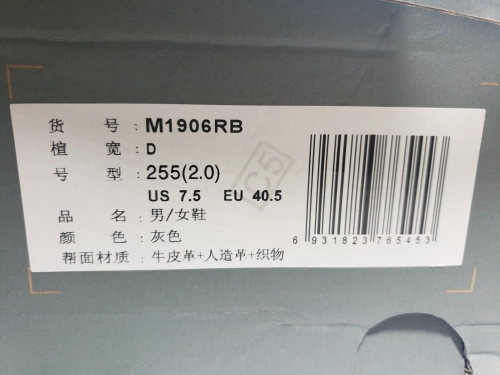 货 号: M1906RB
楦 宽: D
号 型: 255(2.0)
US 7.5 EU 40.5
品 名: 男/女鞋
颜 色: 灰色
帮面材质: 牛皮革+人造革+织物
C5
6 931823 765453